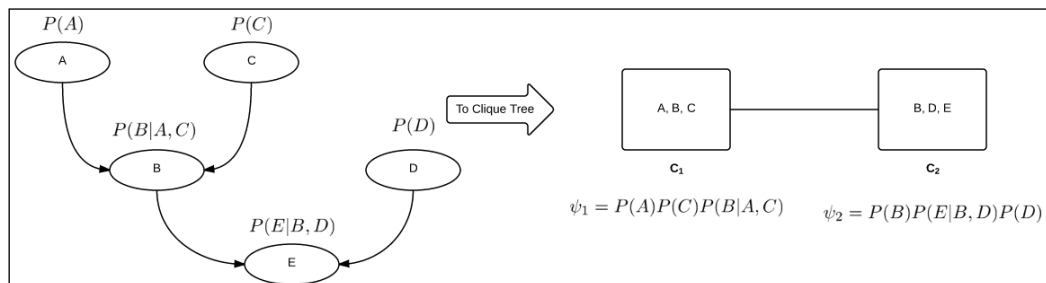 P(A)
P(C)
A
C
P(B|A, C)
P(D)
B
D
P(E|B, D)
E
To Clique Tree
A, B, C
B, D, E
C₁
C₂
ψ₁ = P(A)P(C)P(B|A, C)
ψ₂ = P(B)P(E|B, D)P(D)